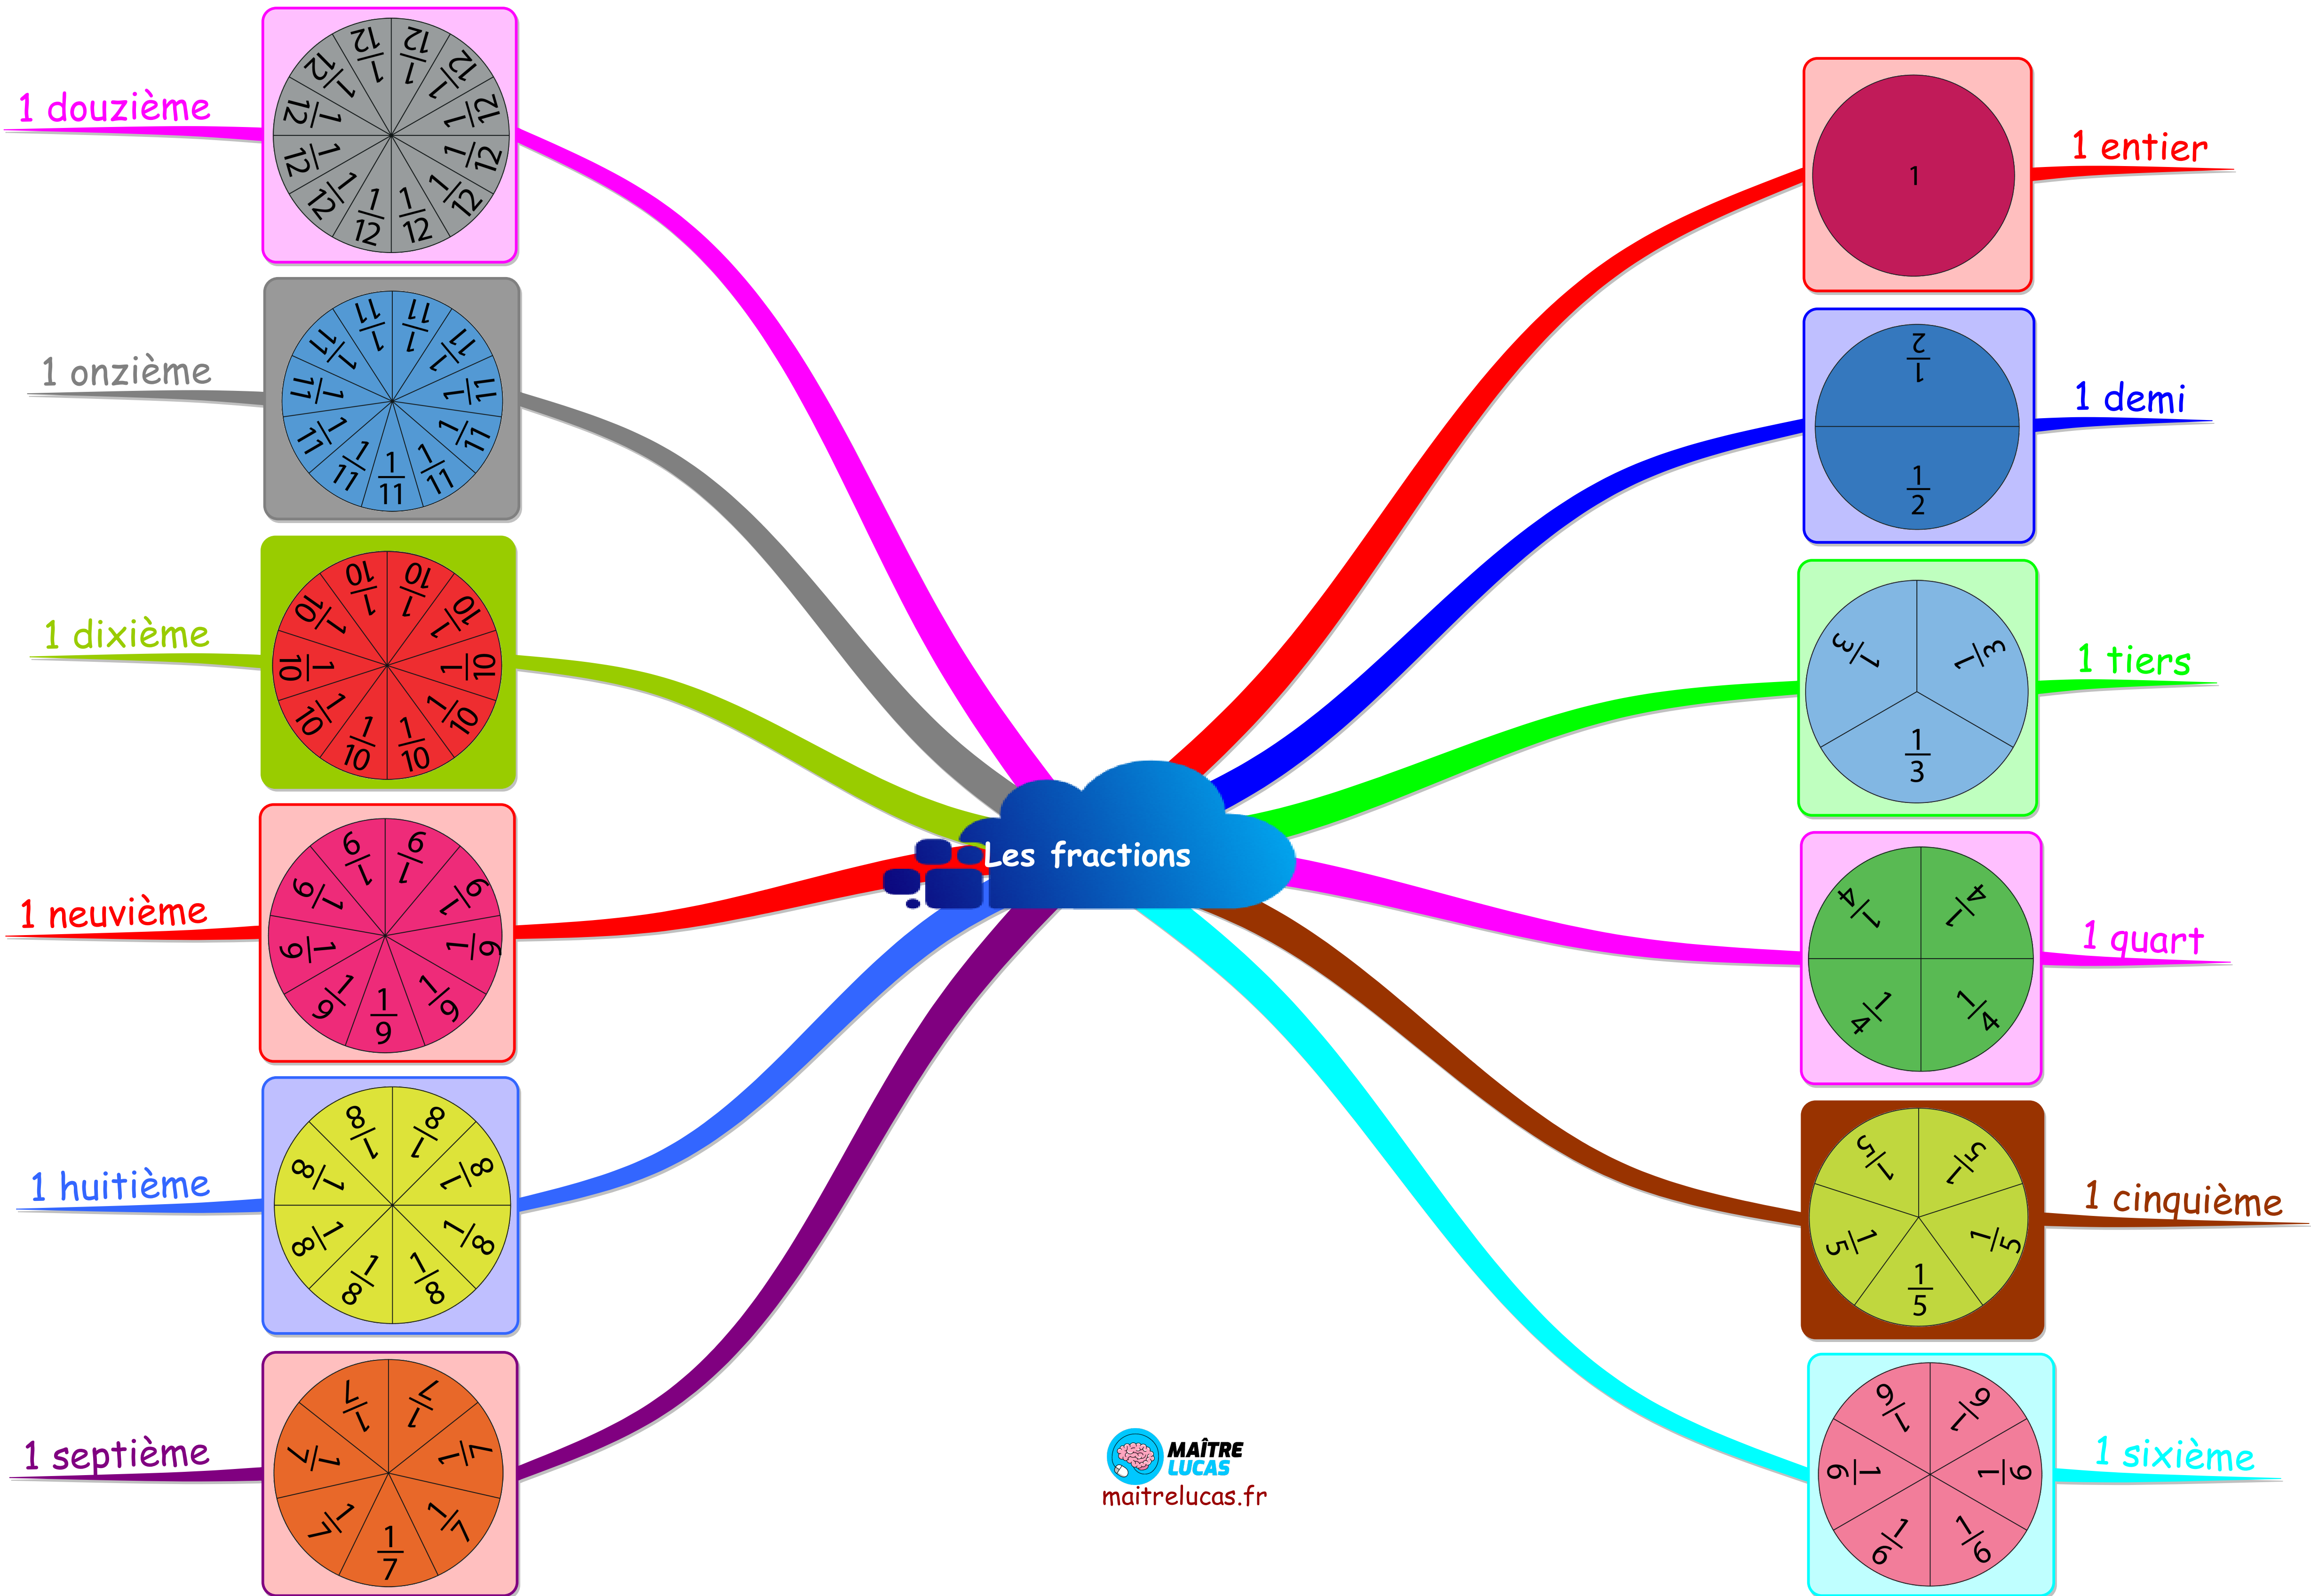 Les fractions
1 entier
1
1 demi
1/2 1/2
1 tiers
1/3 1/3 1/3
1 quart
1/4 1/4 1/4 1/4
1 cinquième
1/5 1/5 1/5 1/5 1/5
1 sixième
1/6 1/6 1/6 1/6 1/6 1/6
1 septième
1/7 1/7 1/7 1/7 1/7 1/7 1/7
1 huitième
1/8 1/8 1/8 1/8 1/8 1/8 1/8 1/8
1 neuvième
1/9 1/9 1/9 1/9 1/9 1/9 1/9 1/9 1/9
1 dixième
1/10 1/10 1/10 1/10 1/10 1/10 1/10 1/10 1/10 1/10
1 onzième
1/11 1/11 1/11 1/11 1/11 1/11 1/11 1/11 1/11 1/11 1/11
1 douzième
1/12 1/12 1/12 1/12 1/12 1/12 1/12 1/12 1/12 1/12 1/12 1/12
MAÎTRE
LUCAS
maitrelucas.fr